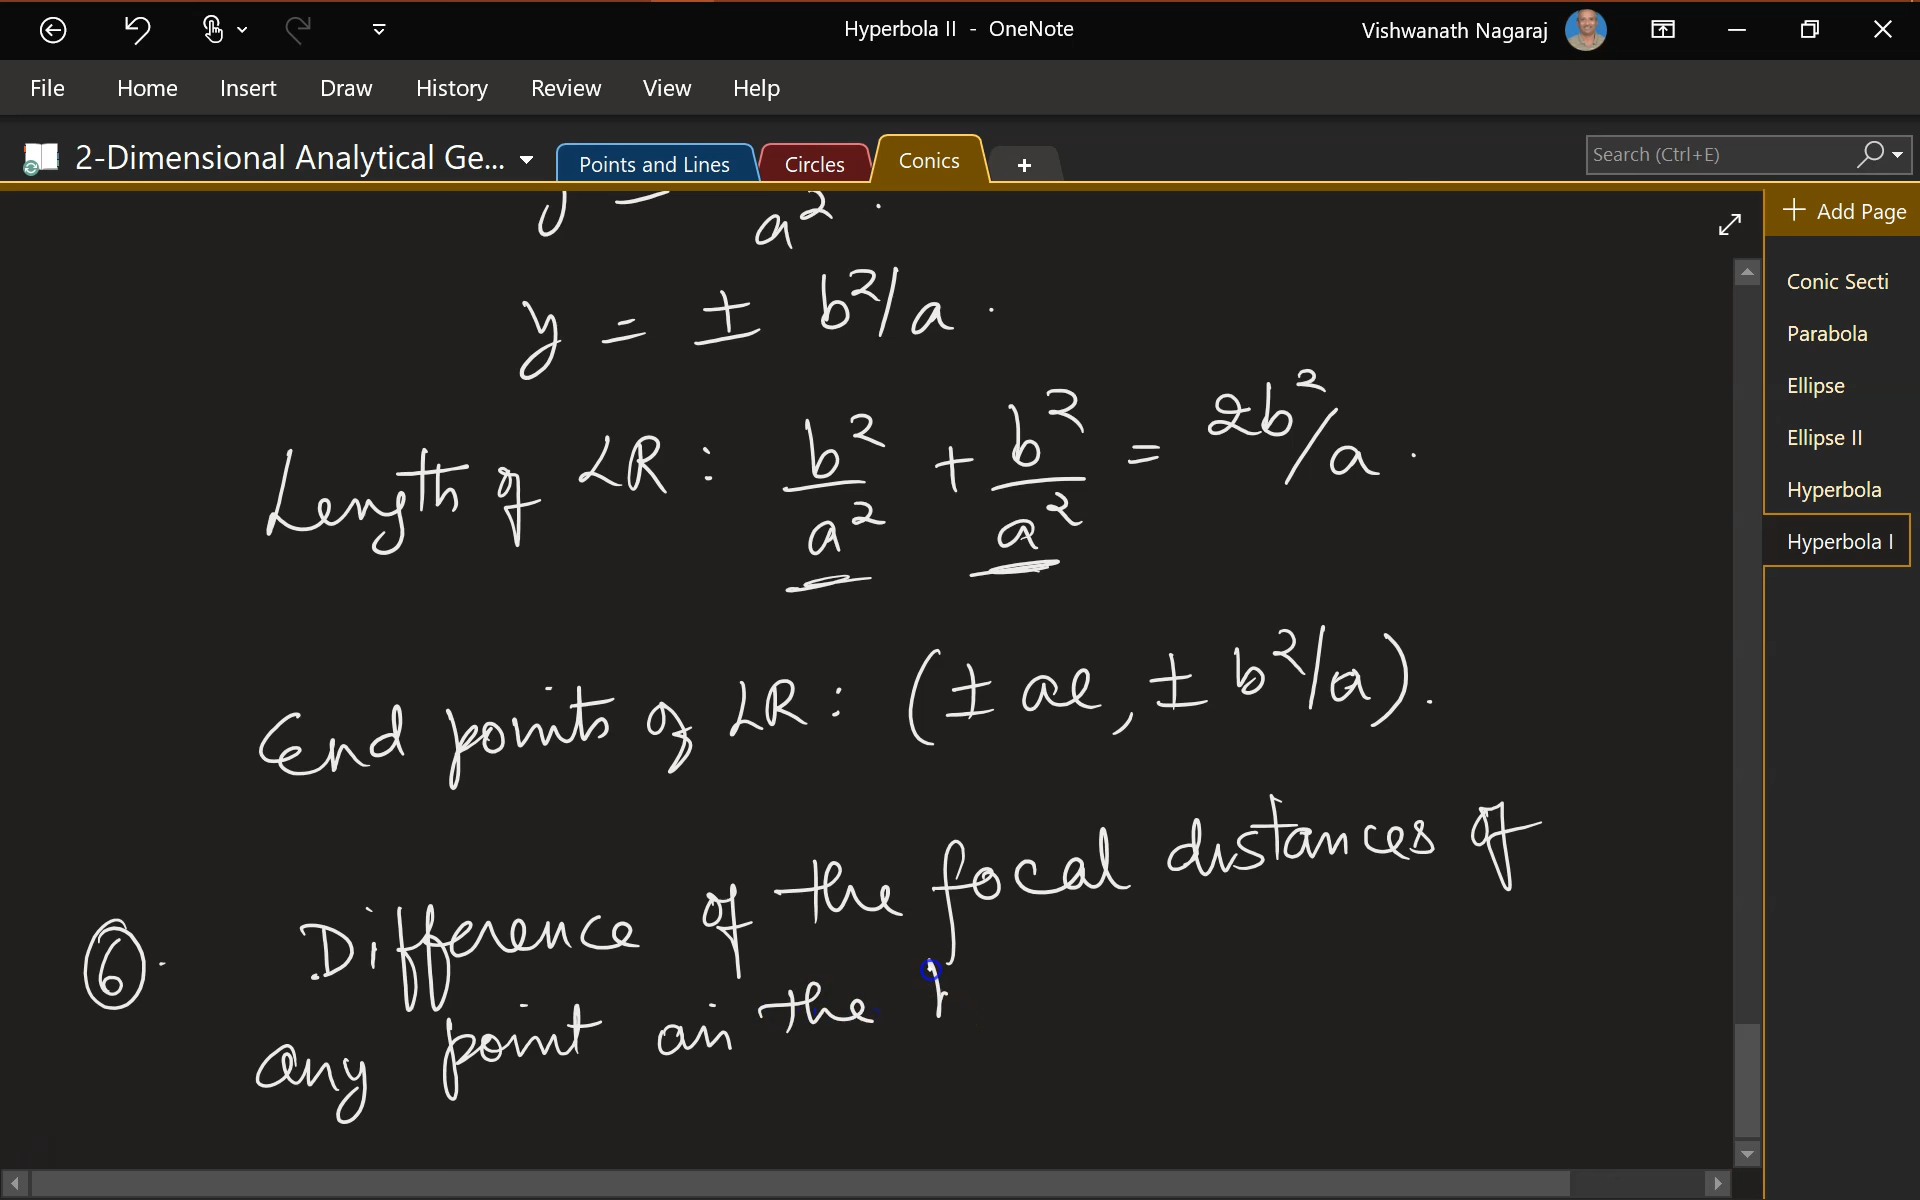 Hyperbola II - OneNote
Vishwanath Nagaraj
File Home Insert Draw History Review View Help
2-Dimensional Analytical Ge... Points and Lines Circles Conics +
Search (Ctrl+E)
Add Page
Conic Secti
Parabola
Ellipse
Ellipse II
Hyperbola
Hyperbola I
y = a² .
y = ± b²/a .
Length of LR : b²/a² + b²/a² = 2b²/a .
End points of LR : (± ae, ± b²/a) .
6. Difference of the focal distances of
any point on the